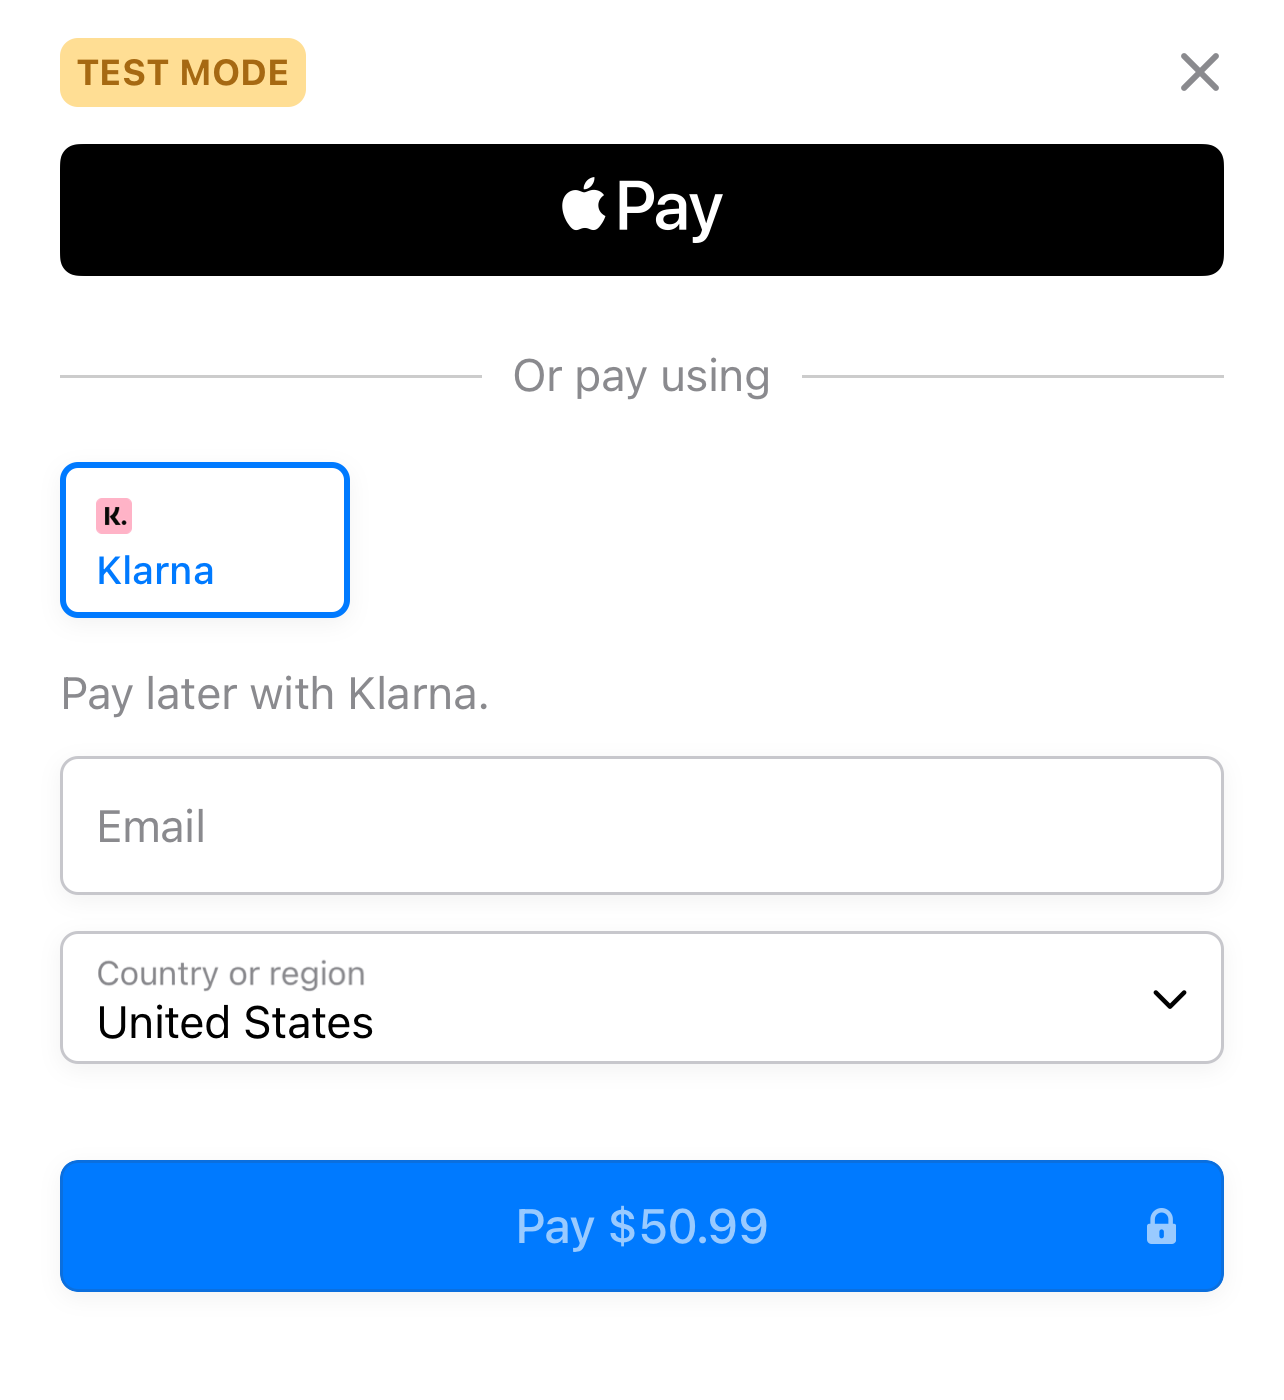 TEST MODE
Pay
Or pay using
K.
Klarna
Pay later with Klarna.
Email
Country or region
United States
Pay $50.99